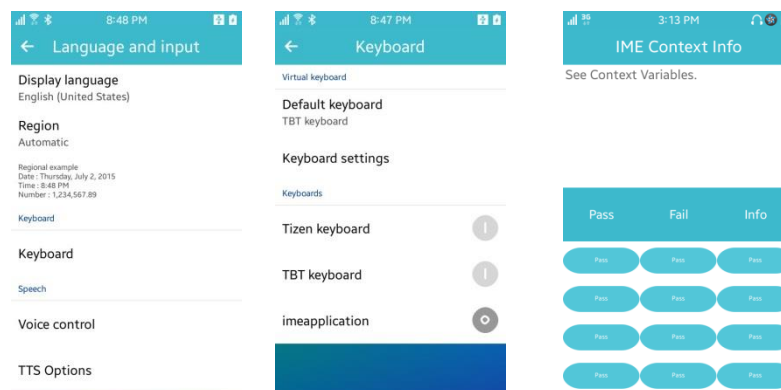 8:48 PM
Language and input
Display language
English (United States)
Region
Automatic
Regional example
Date : Thursday, July 2, 2015
Time : 8:48 PM
Number : 1,234,567.89
Keyboard
Keyboard
Speech
Voice control
TTS Options
8:47 PM
Keyboard
Virtual keyboard
Default keyboard
TBT keyboard
Keyboard settings
Keyboards
Tizen keyboard
TBT keyboard
imeapplication
3G 3:13 PM
IME Context Info
See Context Variables.
Pass Fail Info
Pass Pass Pass
Pass Pass Pass
Pass Pass Pass
Pass Pass Pass